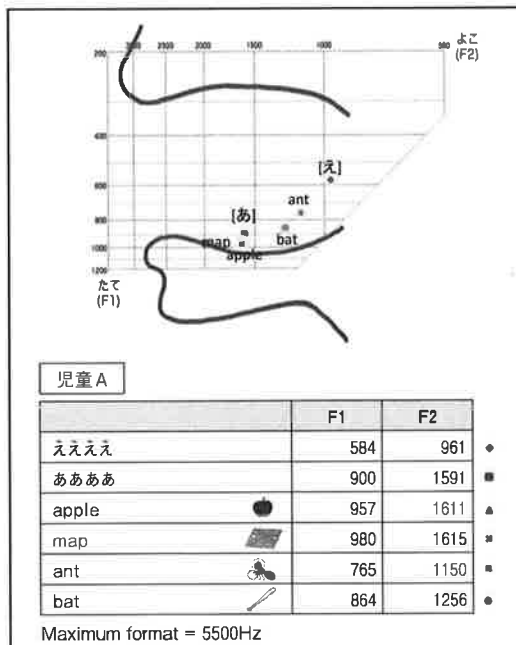 よこ
(F2)
200 3000 2500 2000 1500 1000 500
400
[え]
600
ant
[あ]
800
map bat
1000 apple
1200
たて
(F1)
児童A
F1 F2
ええええ 584 961
ああああ 900 1591
apple 957 1611
map 980 1615
ant 765 1150
bat 864 1256
Maximum format = 5500Hz